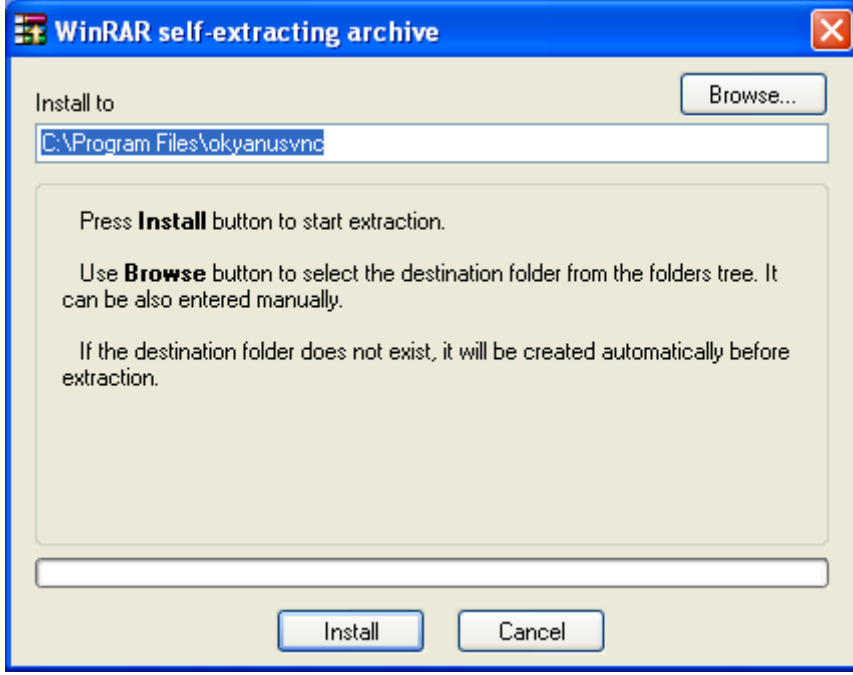 WinRAR self-extracting archive
Install to
Browse...
C:\Program Files\okyanusvnc
Press Install button to start extraction.
Use Browse button to select the destination folder from the folders tree. It
can be also entered manually.
If the destination folder does not exist, it will be created automatically before
extraction.
Install
Cancel